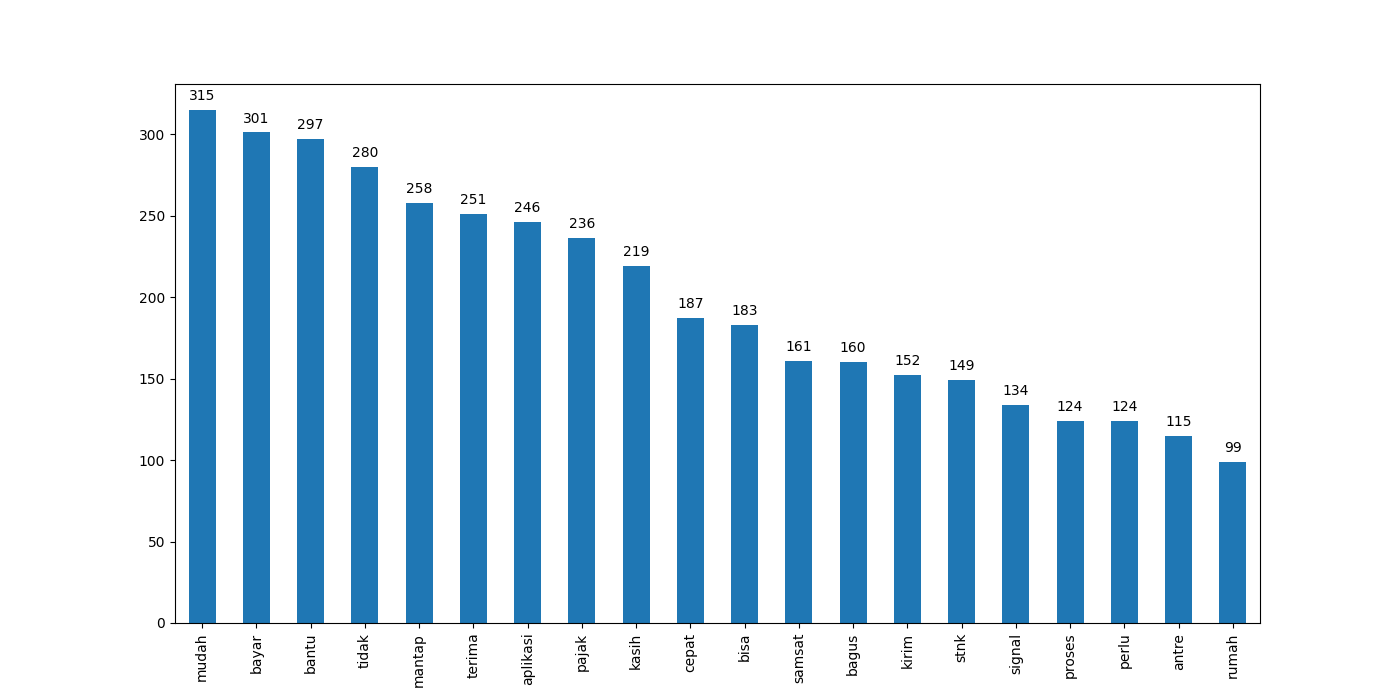 315
301
297
280
258
251
246
236
219
187
183
161
160
152
149
134
124
124
115
99
300
250
200
150
100
50
0
mudah
bayar
bantu
tidak
mantap
terima
aplikasi
pajak
kasih
cepat
bisa
samsat
bagus
kirim
stnk
signal
proses
perlu
antre
rumah